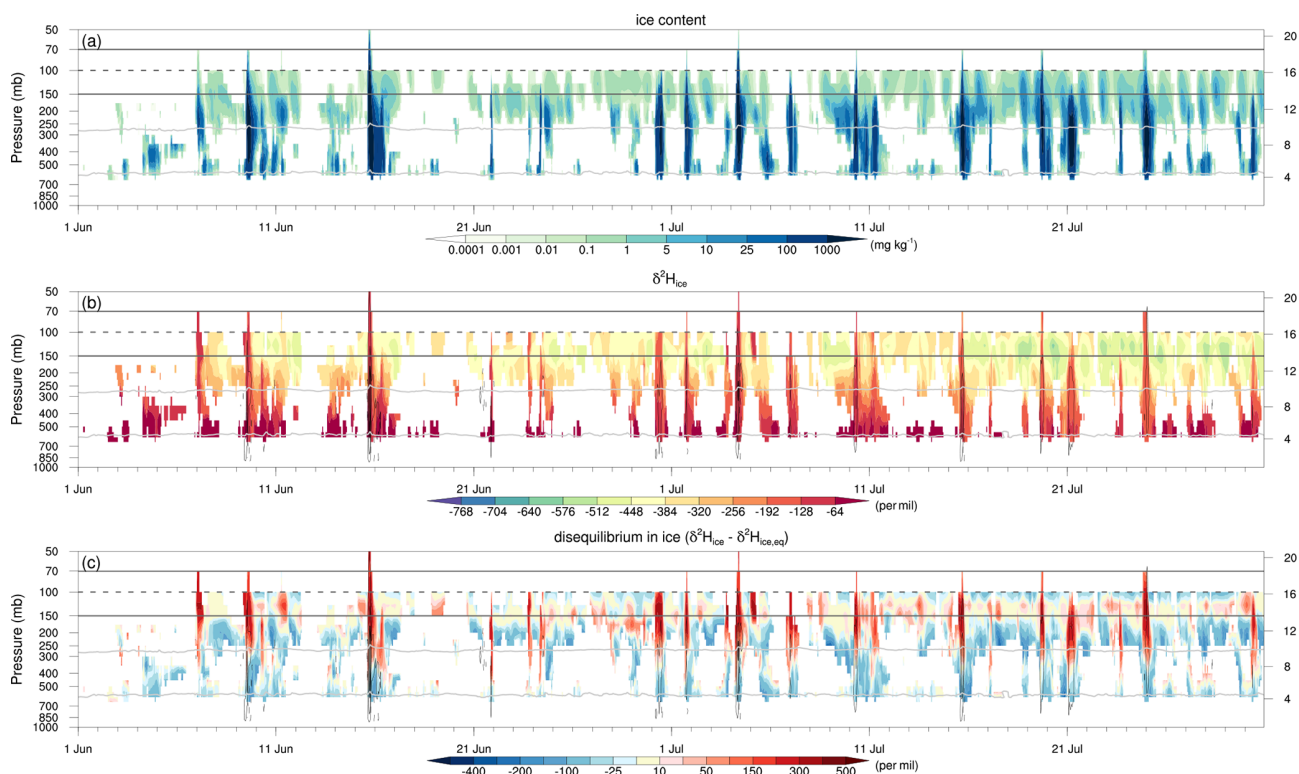 ice content
(a)
50
70
100
150
200
250
300
400
500
700
850
1000
Pressure (mb)
20
16
12
8
4
1 Jun
11 Jun
21 Jun
1 Jul
11 Jul
21 Jul
0.0001 0.001 0.01 0.1 1 5 10 25 100 1000 (mg kg⁻¹)
δ²H_ice
(b)
50
70
100
150
200
250
300
400
500
700
850
1000
Pressure (mb)
20
16
12
8
4
1 Jun
11 Jun
21 Jun
1 Jul
11 Jul
21 Jul
-768 -704 -640 -576 -512 -448 -384 -320 -256 -192 -128 -64 (per mil)
disequilibrium in ice (δ²H_ice - δ²H_ice,eq)
(c)
50
70
100
150
200
250
300
400
500
700
850
1000
Pressure (mb)
20
16
12
8
4
1 Jun
11 Jun
21 Jun
1 Jul
11 Jul
21 Jul
-400 -200 -100 -25 10 50 150 300 500 (per mil)